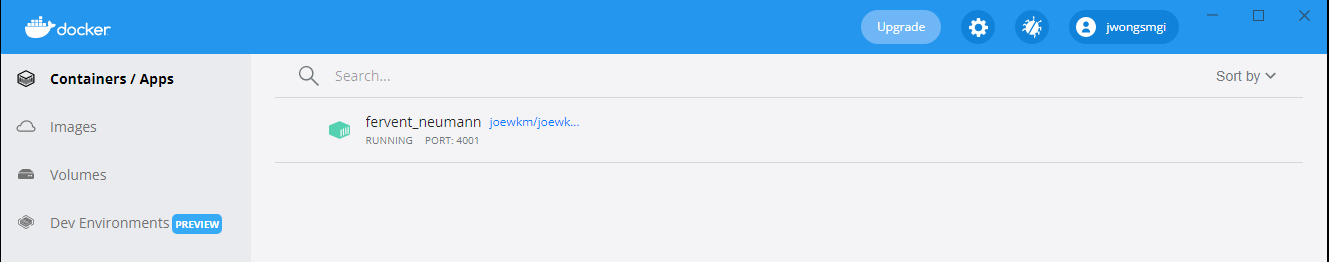 docker
Upgrade
jwongsmgi
Containers / Apps
Images
Volumes
Dev Environments PREVIEW
Search...
Sort by
fervent_neumann joewkm/joewk...
RUNNING PORT: 4001